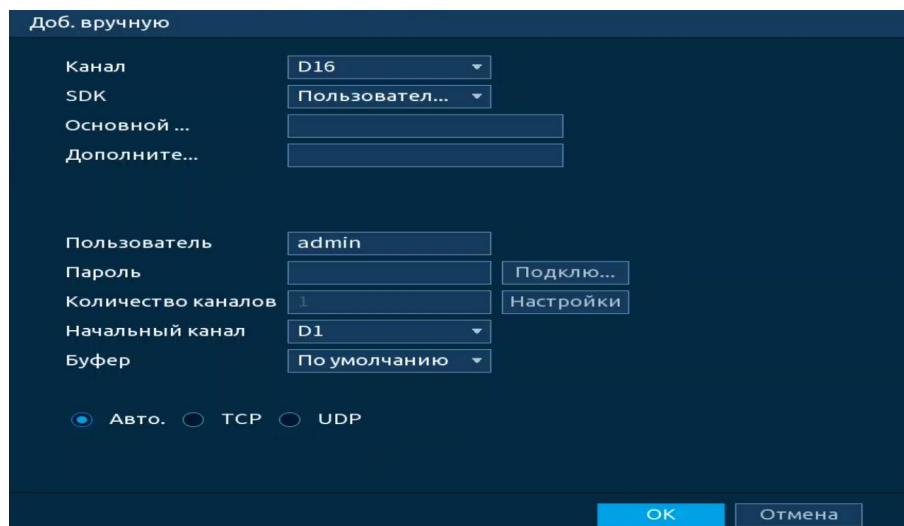 Доб. вручную
Канал D16
SDK Пользовател...
Основной ...
Дополните...
Пользователь admin
Пароль Подклю...
Количество каналов 1 Настройки
Начальный канал D1
Буфер По умолчанию
Авто. TCP UDP
OK Отмена